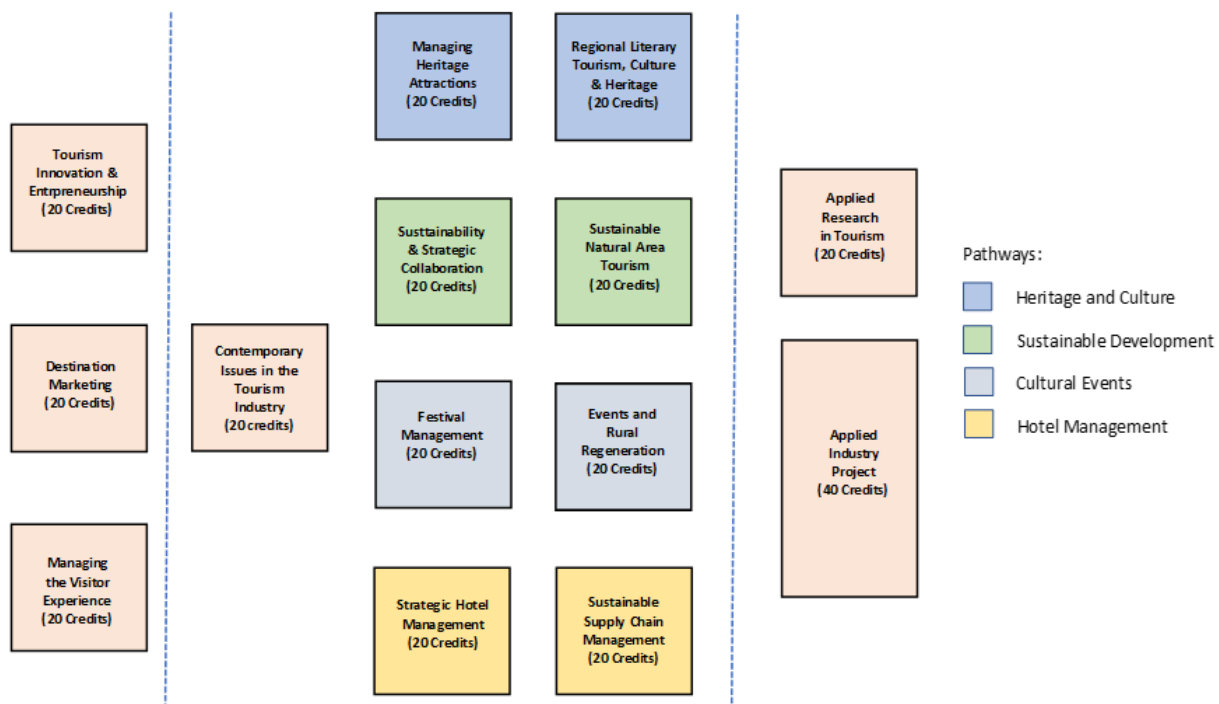 Tourism
Innovation &
Entrpreneurship
(20 Credits)
Destination
Marketing
(20 Credits)
Managing
the Visitor
Experience
(20 Credits)
Contemporary
Issues in the
Tourism
Industry
(20 credits)
Managing
Heritage
Attractions
(20 Credits)
Regional Literary
Tourism, Culture
& Heritage
(20 Credits)
Susttainability
& Strategic
Collaboration
(20 Credits)
Sustainable
Natural Area
Tourism
(20 Credits)
Festival
Management
(20 Credits)
Events and
Rural
Regeneration
(20 Credits)
Strategic Hotel
Management
(20 Credits)
Sustainable
Supply Chain
Management
(20 Credits)
Applied
Research
in Tourism
(20 Credits)
Applied
Industry
Project
(40 Credits)
Pathways:
Heritage and Culture
Sustainable Development
Cultural Events
Hotel Management